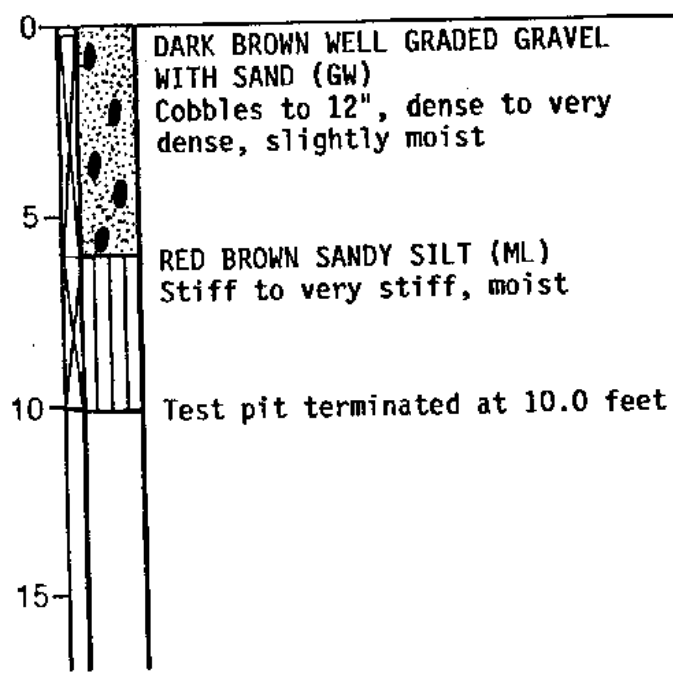 0
DARK BROWN WELL GRADED GRAVEL
WITH SAND (GW)
Cobbles to 12", dense to very
dense, slightly moist
5
RED BROWN SANDY SILT (ML)
Stiff to very stiff, moist
10
Test pit terminated at 10.0 feet
15